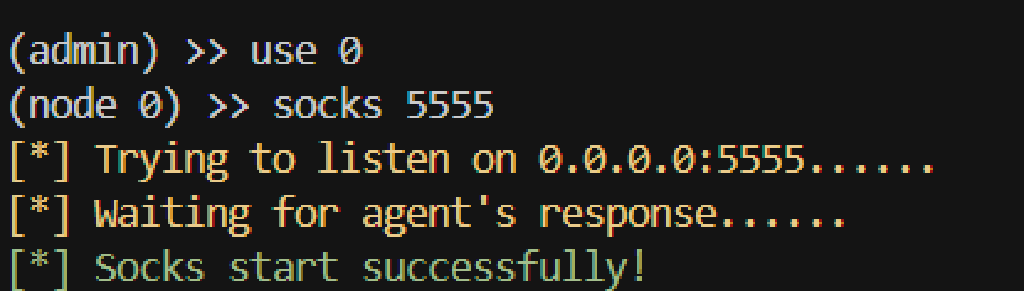 (admin) >> use 0
(node 0) >> socks 5555
[*] Trying to listen on 0.0.0.0:5555......
[*] Waiting for agent's response......
[*] Socks start successfully!